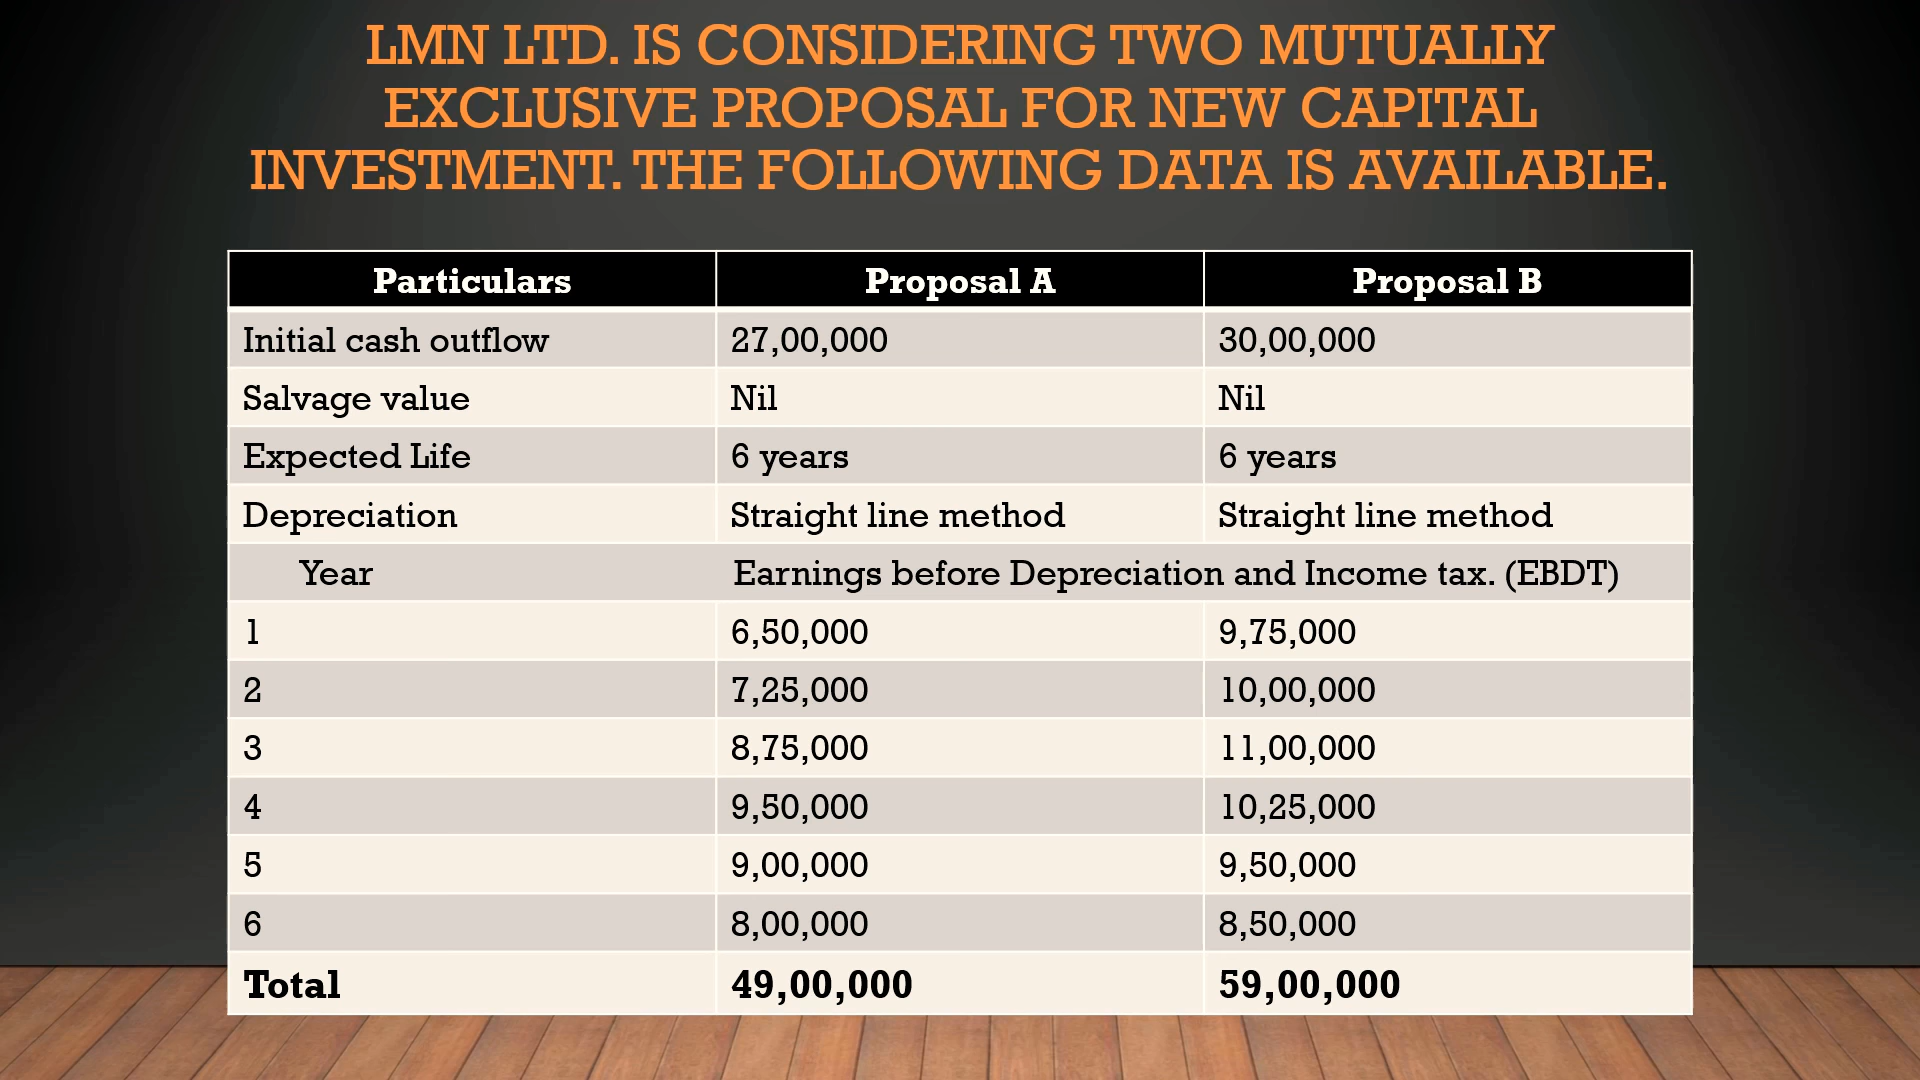 LMN LTD. IS CONSIDERING TWO MUTUALLY
EXCLUSIVE PROPOSAL FOR NEW CAPITAL
INVESTMENT. THE FOLLOWING DATA IS AVAILABLE.
Particulars Proposal A Proposal B
Initial cash outflow 27,00,000 30,00,000
Salvage value Nil Nil
Expected Life 6 years 6 years
Depreciation Straight line method Straight line method
Year Earnings before Depreciation and Income tax. (EBDT)
1 6,50,000 9,75,000
2 7,25,000 10,00,000
3 8,75,000 11,00,000
4 9,50,000 10,25,000
5 9,00,000 9,50,000
6 8,00,000 8,50,000
Total 49,00,000 59,00,000